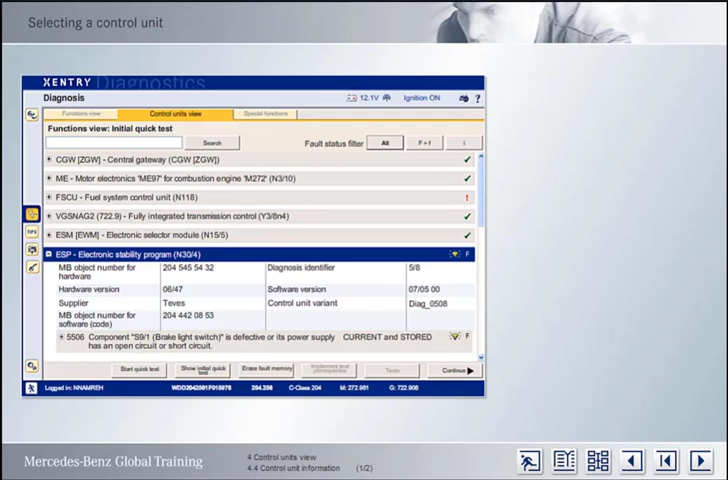 Selecting a control unit
XENTRY Diagnostics
Diagnosis
12.1V
Ignition ON
?
Functions view
Control units view
Special functions
Functions view: Initial quick test
Search
Fault status filter
All
F + f
i
CGW [ZGW] - Central gateway (CGW [ZGW])
ME - Motor electronics 'ME97' for combustion engine 'M272' (N3/10)
FSCU - Fuel system control unit (N118)
!
VGSNAG2 (722.9) - Fully integrated transmission control (Y3/8n4)
ESM [EWM] - Electronic selector module (N15/5)
ESP - Electronic stability program (N30/4)
F
MB object number for hardware
204 545 54 32
Diagnosis identifier
5/8
Hardware version
06/47
Software version
07/05 00
Supplier
Teves
Control unit variant
Diag_0508
MB object number for software (code)
204 442 08 53
5506 Component "S9/1 (Brake light switch)" is defective or its power supply has an open circuit or short circuit.
CURRENT and STORED
F
TIPS
Start quick test
Show initial quick test
Erase fault memory
Implement test prerequisites
Tests
Continue
Logged in: NNAMREH
204.256
C-Class 204
M: 272.961
G: 722.906
Mercedes-Benz Global Training
4 Control units view
4.4 Control unit information (1/2)